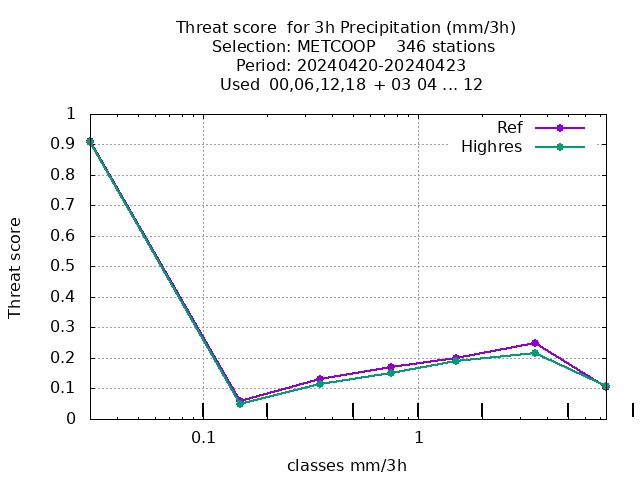 Threat score  for 3h Precipitation (mm/3h)
Selection: METCOOP    346 stations
Period: 20240420-20240423
Used  00,06,12,18  + 03 04 ... 12
Threat score
1
0.9
0.8
0.7
0.6
0.5
0.4
0.3
0.2
0.1
0
Ref
Highres
0.1
1
classes mm/3h